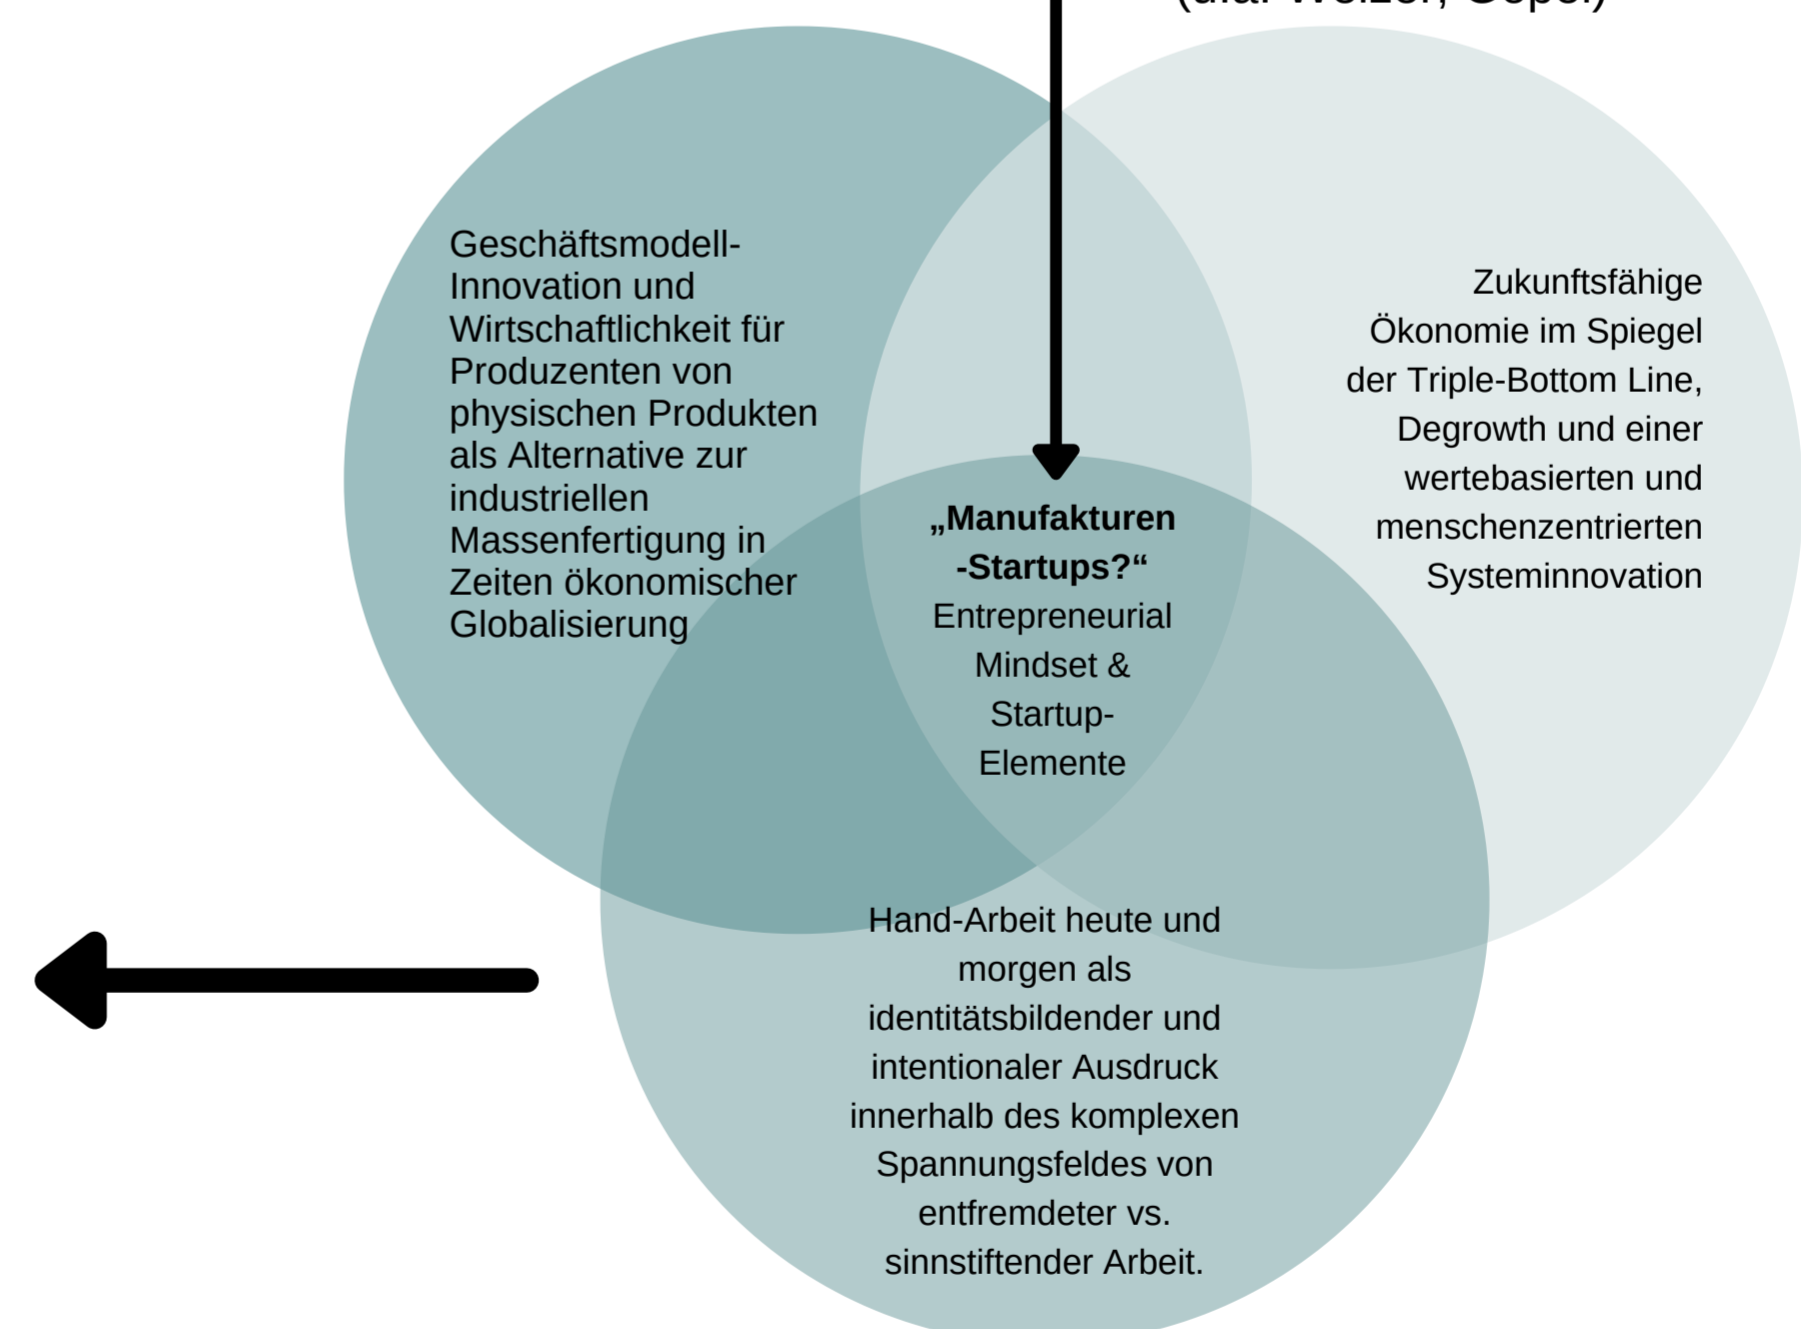 Geschäftsmodell-
Innovation und
Wirtschaftlichkeit für
Produzenten von
physischen Produkten
als Alternative zur
industriellen
Massenfertigung in
Zeiten ökonomischer
Globalisierung
Zukunftsfähige
Ökonomie im Spiegel
der Triple-Bottom Line,
Degrowth und einer
wertebasierten und
menschenzentrierten
Systeminnovation
„Manufakturen
-Startups?“
Entrepreneurial
Mindset &
Startup-
Elemente
Hand-Arbeit heute und
morgen als
identitätsbildender und
intentionaler Ausdruck
innerhalb des komplexen
Spannungsfeldes von
entfremdeter vs.
sinnstiftender Arbeit.